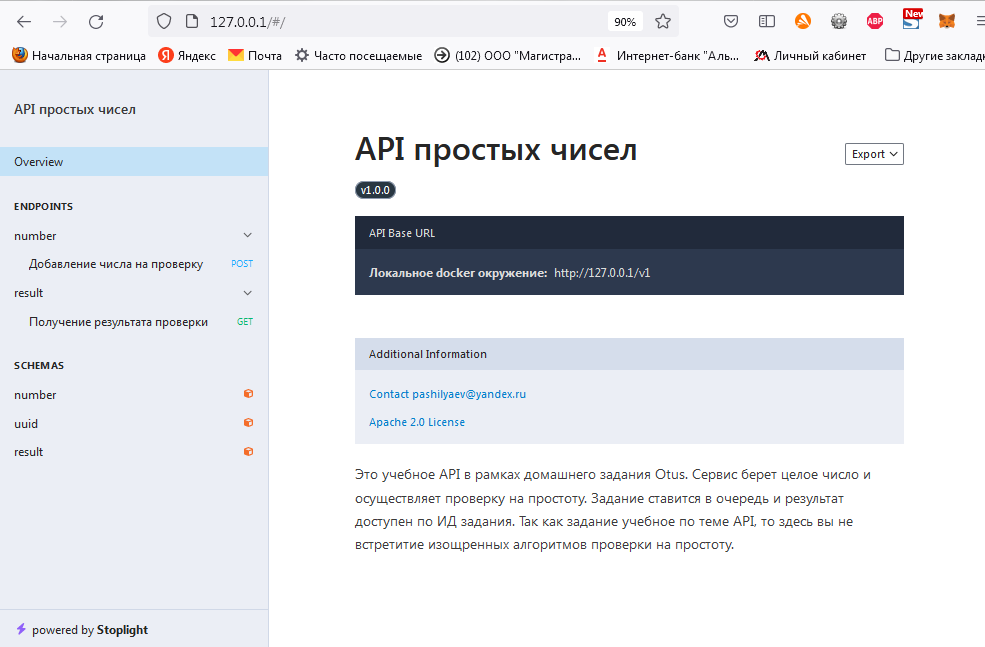 127.0.0.1/#/
90%
ABP
New
Начальная страница
Яндекс
Почта
Часто посещаемые
(102) ООО "Магистра...
Интернет-банк "Аль...
Личный кабинет
Другие заклад
API простых чисел
Overview
ENDPOINTS
number
Добавление числа на проверку POST
result
Получение результата проверки GET
SCHEMAS
number
uuid
result
powered by Stoplight
API простых чисел
Export
v1.0.0
API Base URL
Локальное docker окружение: http://127.0.0.1/v1
Additional Information
Contact pashilyaev@yandex.ru
Apache 2.0 License
Это учебное API в рамках домашнего задания Otus. Сервис берет целое число и
осуществляет проверку на простоту. Задание ставится в очередь и результат
доступен по ИД задания. Так как задание учебное по теме API, то здесь вы не
встретитие изощренных алгоритмов проверки на простоту.